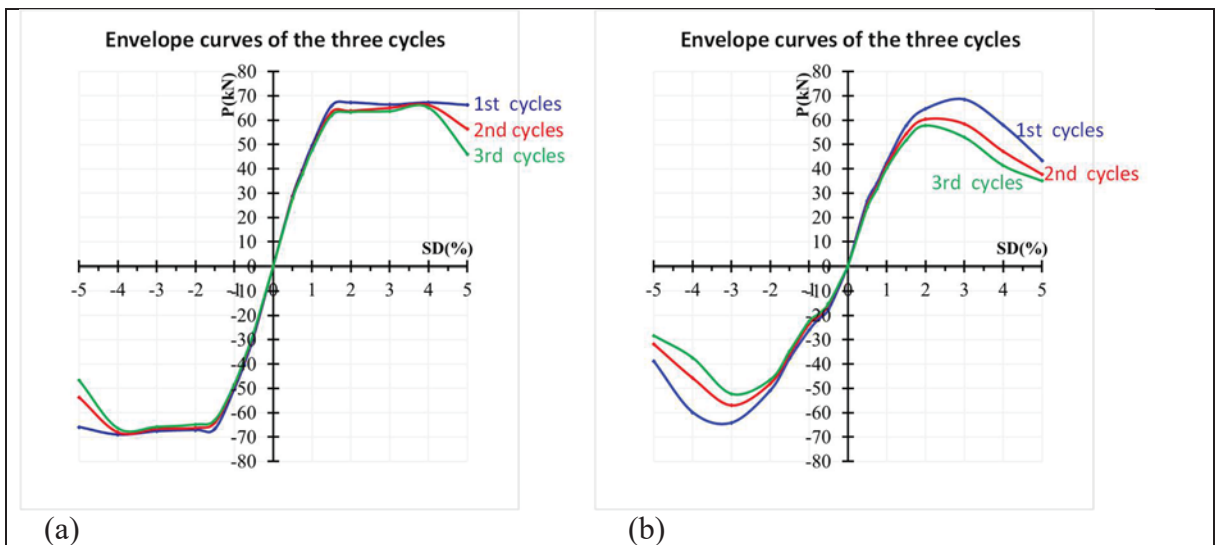 Envelope curves of the three cycles
P(kN)
80
70
60
50
40
30
20
10
0
-10
-20
-30
-40
-50
-60
-70
-80
-5 -4 -3 -2 -1 0 1 2 3 4 5
SD(%)
1st cycles
2nd cycles
3rd cycles
(a)
Envelope curves of the three cycles
P(kN)
80
70
60
50
40
30
20
10
0
-10
-20
-30
-40
-50
-60
-70
-80
-5 -4 -3 -2 -1 0 1 2 3 4 5
SD(%)
1st cycles
2nd cycles
3rd cycles
(b)